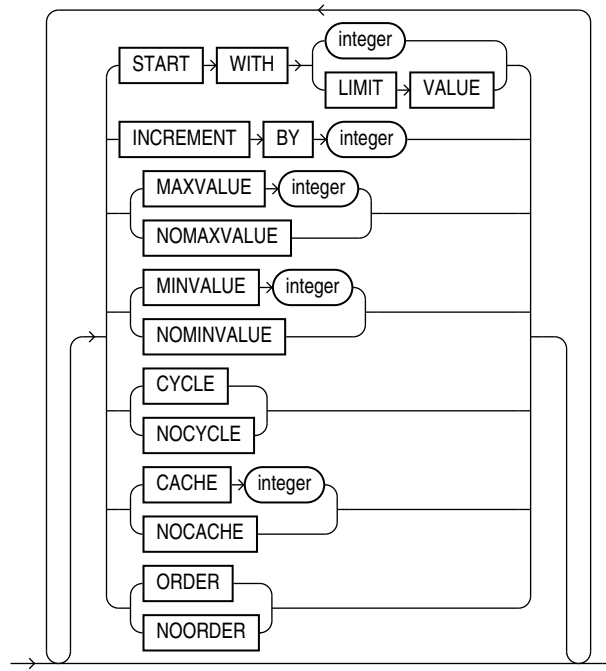 integer
START WITH
LIMIT VALUE
INCREMENT BY integer
MAXVALUE integer
NOMAXVALUE
MINVALUE integer
NOMINVALUE
CYCLE
NOCYCLE
CACHE integer
NOCACHE
ORDER
NOORDER